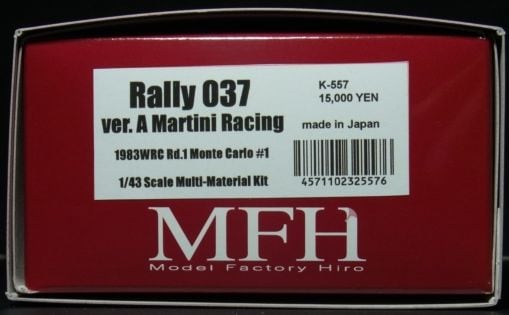 Rally 037
ver. A Martini Racing
1983WRC Rd.1 Monte Carlo #1
1/43 Scale Multi-Material Kit
K-557
15,000 YEN
made in Japan
4571102325576
MFH
Model Factory Hiro